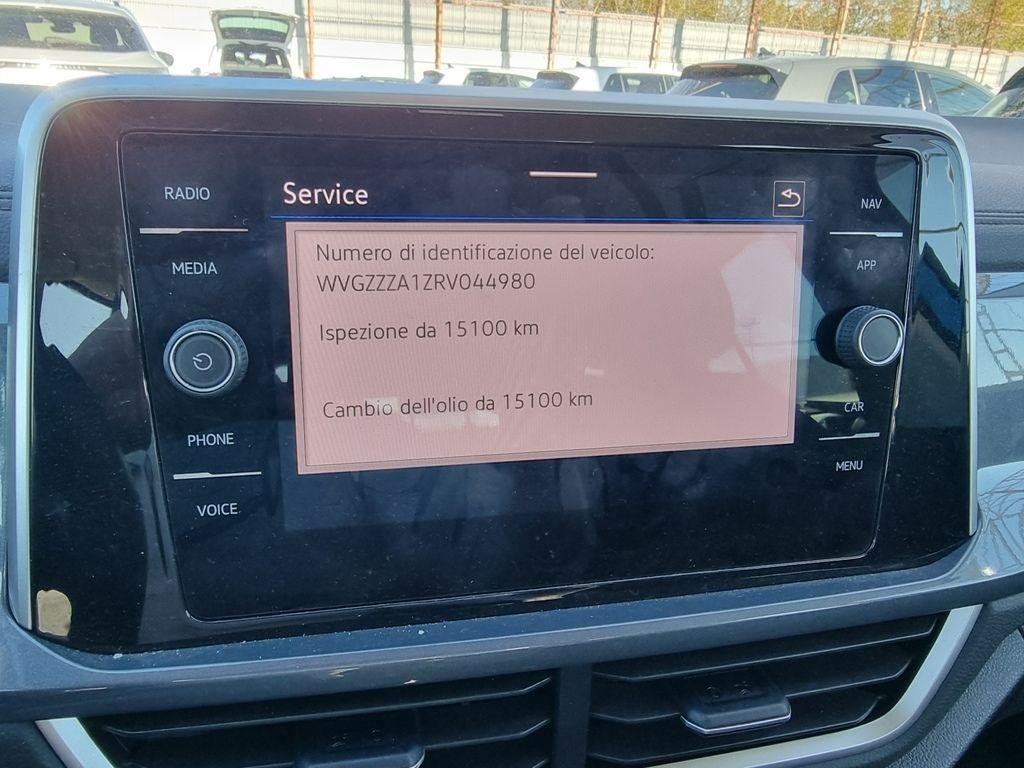 RADIO
MEDIA
PHONE
VOICE
Service
Numero di identificazione del veicolo:
WVGZZZA1ZRV044980
Ispezione da 15100 km
Cambio dell'olio da 15100 km
NAV
APP
CAR
MENU